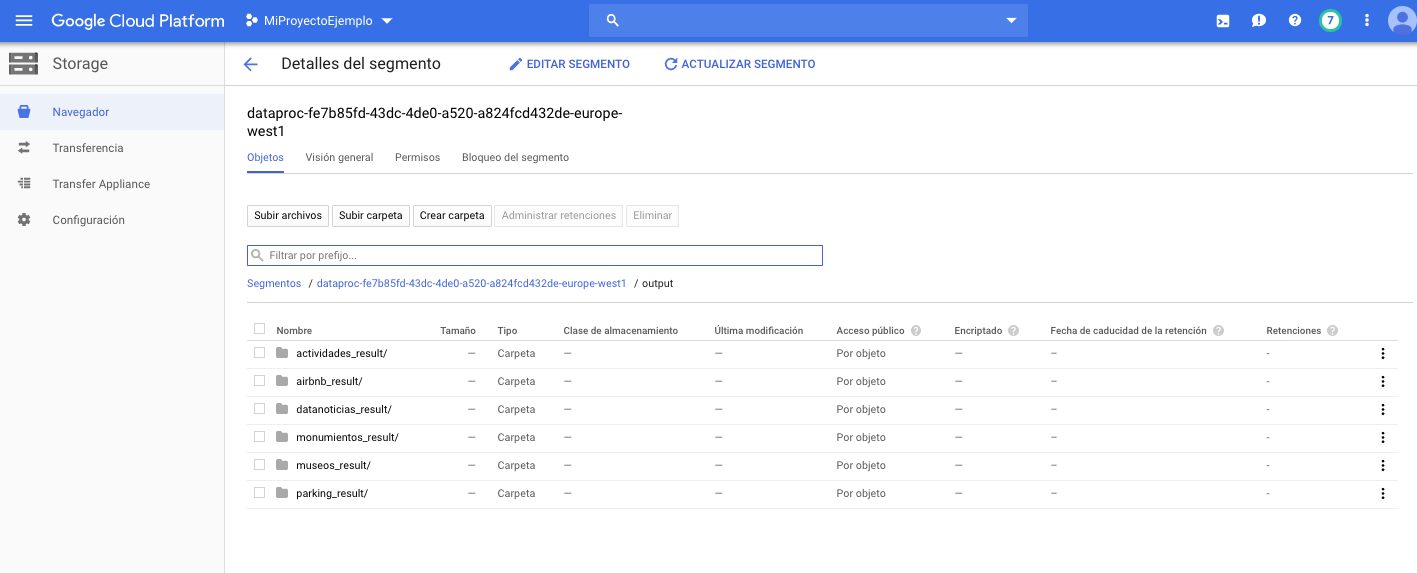 Google Cloud Platform MiProyectoEjemplo 7
Storage
Detalles del segmento EDITAR SEGMENTO ACTUALIZAR SEGMENTO
Navegador
Transferencia
Transfer Appliance
Configuración
dataproc-fe7b85fd-43dc-4de0-a520-a824fcd432de-europe-
west1
Objetos Visión general Permisos Bloqueo del segmento
Subir archivos Subir carpeta Crear carpeta Administrar retenciones Eliminar
Filtrar por prefijo...
Segmentos / dataproc-fe7b85fd-43dc-4de0-a520-a824fcd432de-europe-west1 / output
Nombre Tamaño Tipo Clase de almacenamiento Última modificación Acceso público ? Encriptado ? Fecha de caducidad de la retención ? Retenciones ?
actividades_result/ — Carpeta — — Por objeto — – -
airbnb_result/ — Carpeta — — Por objeto — – -
datanoticias_result/ — Carpeta — — Por objeto — – -
monumientos_result/ — Carpeta — — Por objeto — – -
museos_result/ — Carpeta — — Por objeto — – -
parking_result/ — Carpeta — — Por objeto — – -